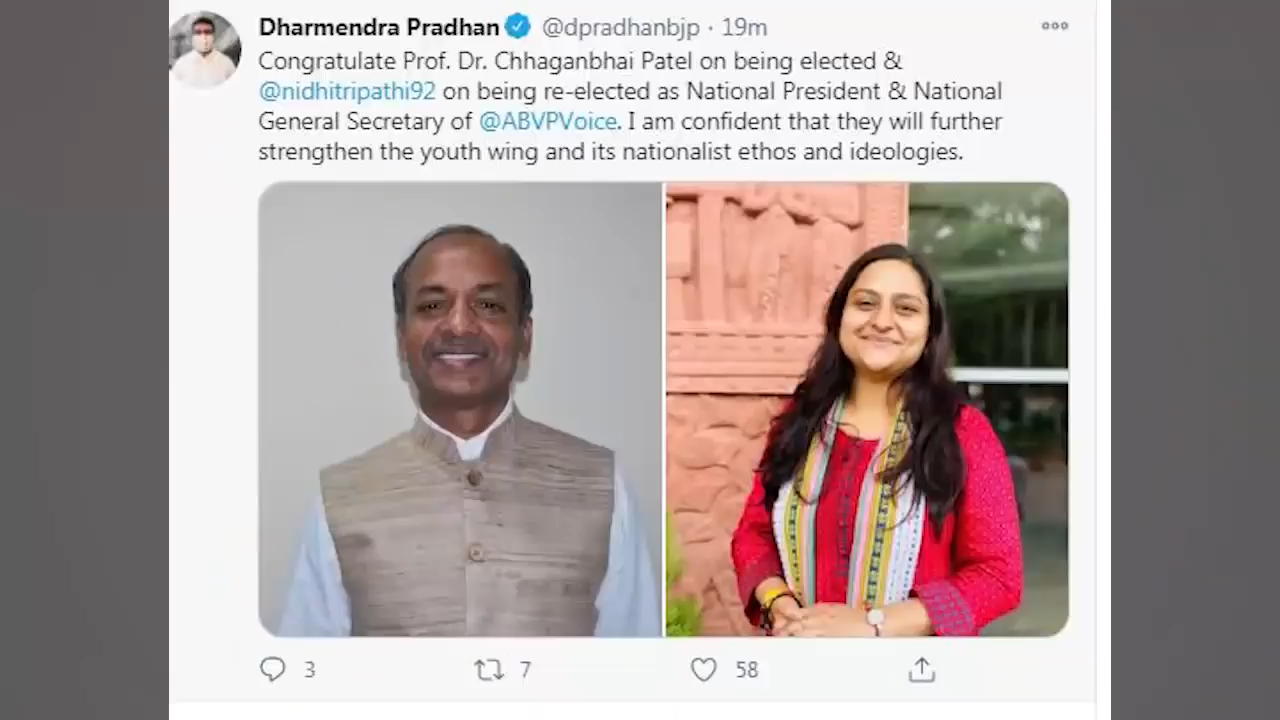 Dharmendra Pradhan @dpradhanbjp · 19m
Congratulate Prof. Dr. Chhaganbhai Patel on being elected &
@nidhitripathi92 on being re-elected as National President & National
General Secretary of @ABVPVoice. I am confident that they will further
strengthen the youth wing and its nationalist ethos and ideologies.
3 7 58